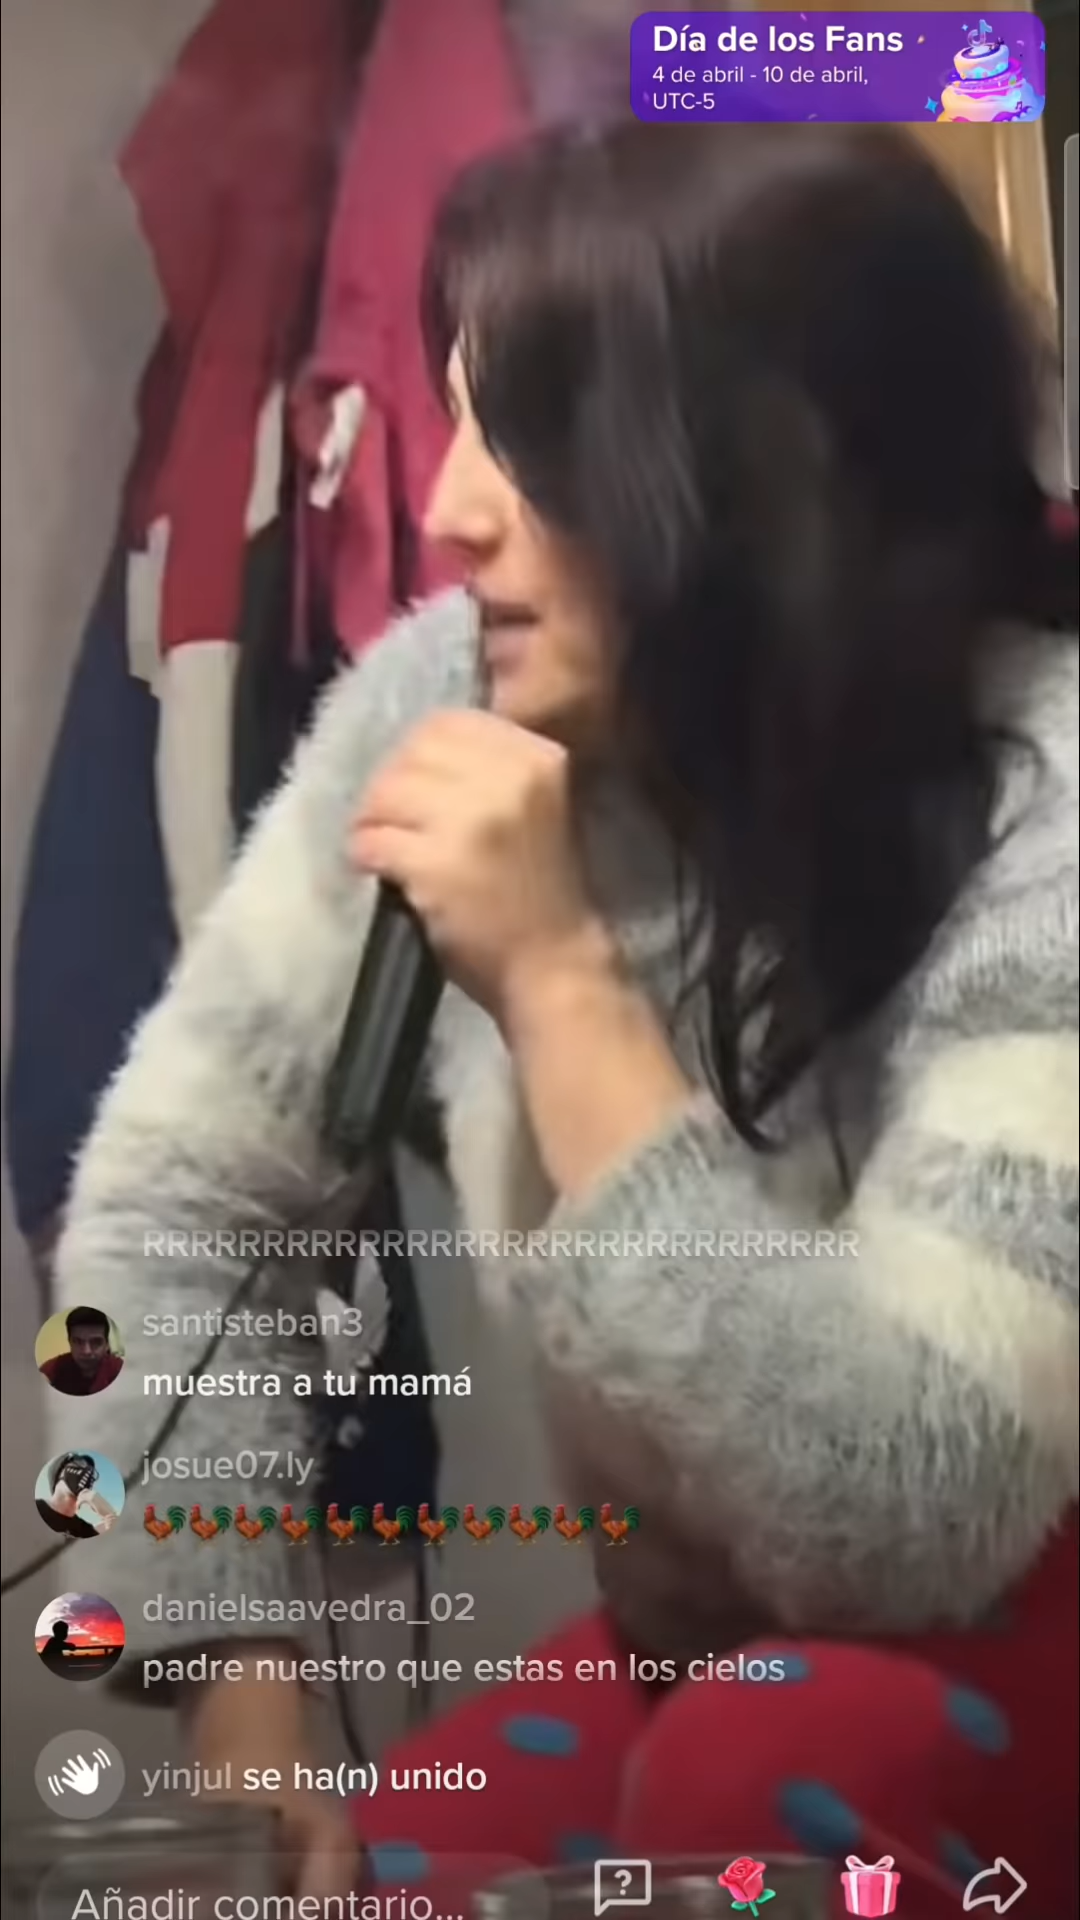 Día de los Fans
4 de abril - 10 de abril,
UTC-5
RRRRRRRRRRRRRRRRRRRRRRRRRRRRRR
santisteban3
muestra a tu mamá
josue07.ly
🐓🐓🐓🐓🐓🐓🐓🐓🐓🐓🐓
danielsaavedra_02
padre nuestro que estas en los cielos
yinjul se ha(n) unido
Añadir comentario...
?